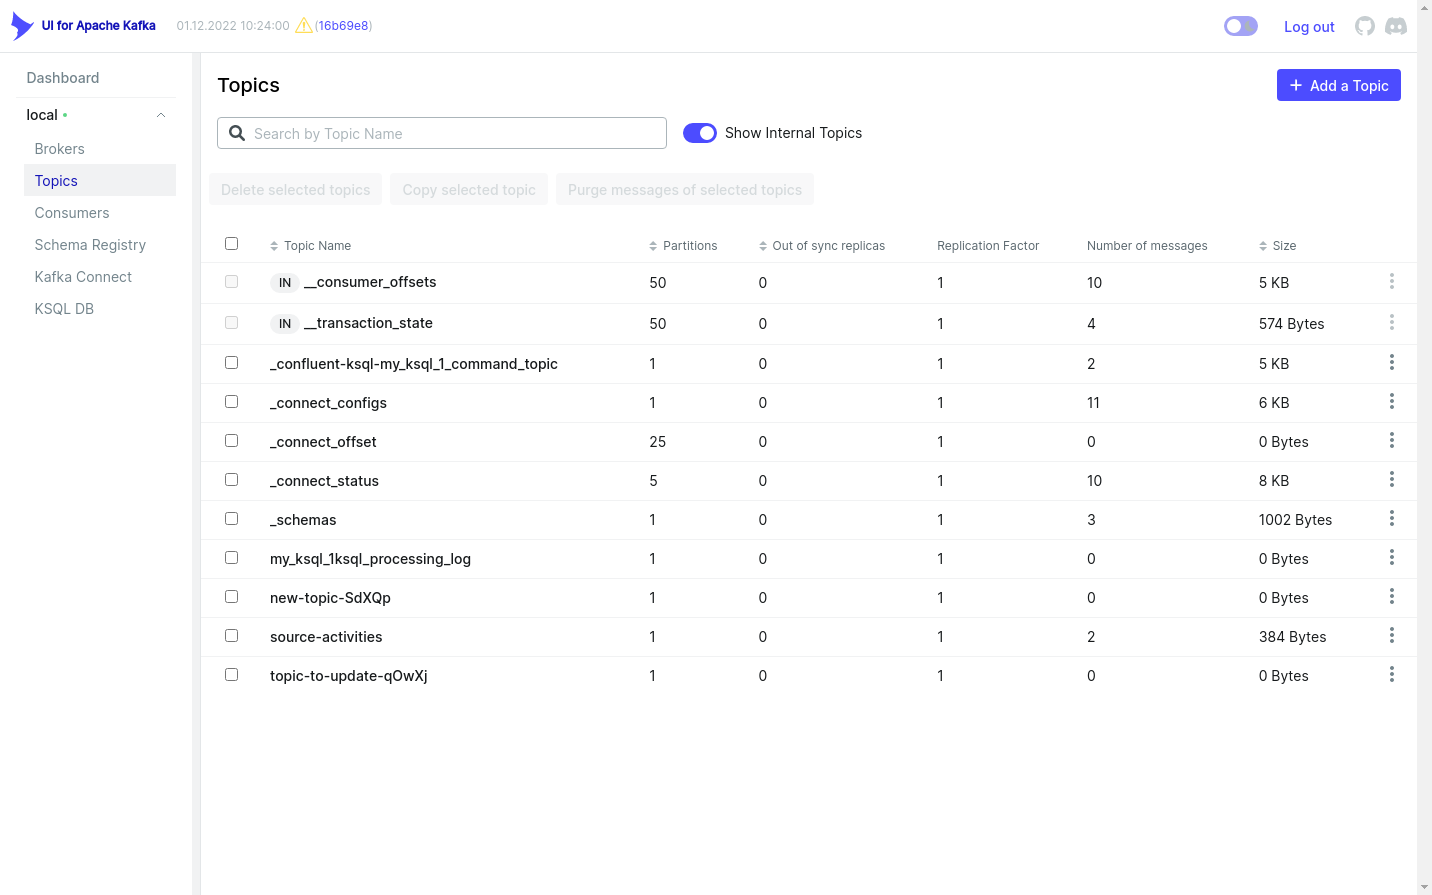 UI for Apache Kafka 01.12.2022 10:24:00 (16b69e8) Log out
Dashboard
local
Brokers
Topics
Consumers
Schema Registry
Kafka Connect
KSQL DB
Topics
Add a Topic
Search by Topic Name
Show Internal Topics
Delete selected topics Copy selected topic Purge messages of selected topics
Topic Name Partitions Out of sync replicas Replication Factor Number of messages Size
IN __consumer_offsets 50 0 1 10 5 KB
IN __transaction_state 50 0 1 4 574 Bytes
_confluent-ksql-my_ksql_1_command_topic 1 0 1 2 5 KB
_connect_configs 1 0 1 11 6 KB
_connect_offset 25 0 1 0 0 Bytes
_connect_status 5 0 1 10 8 KB
_schemas 1 0 1 3 1002 Bytes
my_ksql_1ksql_processing_log 1 0 1 0 0 Bytes
new-topic-SdXQp 1 0 1 0 0 Bytes
source-activities 1 0 1 2 384 Bytes
topic-to-update-qOwXj 1 0 1 0 0 Bytes